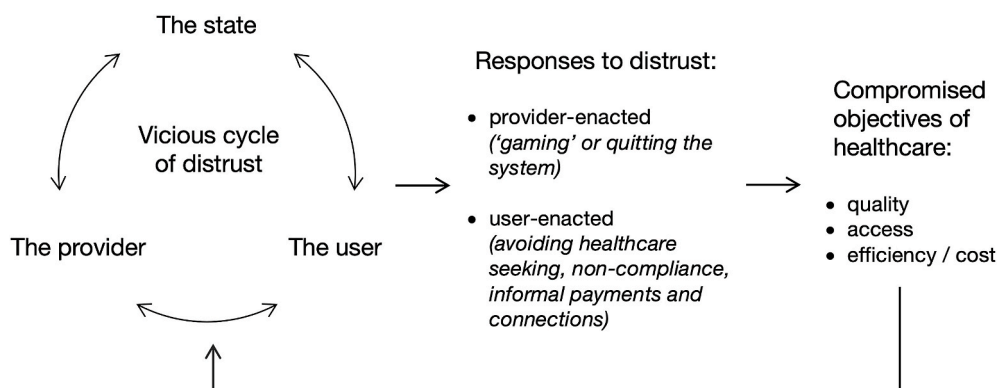 The state
Vicious cycle
of distrust
The provider
The user
Responses to distrust:
• provider-enacted
(‘gaming’ or quitting the
system)
• user-enacted
(avoiding healthcare
seeking, non-compliance,
informal payments and
connections)
Compromised
objectives of
healthcare:
• quality
• access
• efficiency / cost